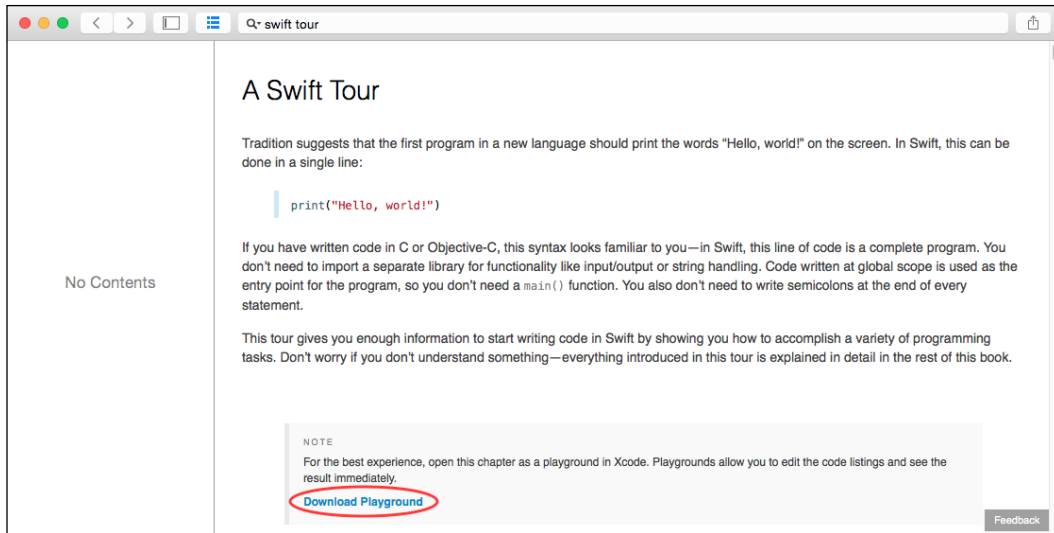 swift tour
No Contents
A Swift Tour
Tradition suggests that the first program in a new language should print the words “Hello, world!” on the screen. In Swift, this can be
done in a single line:
print("Hello, world!")
If you have written code in C or Objective-C, this syntax looks familiar to you—in Swift, this line of code is a complete program. You
don’t need to import a separate library for functionality like input/output or string handling. Code written at global scope is used as the
entry point for the program, so you don’t need a main() function. You also don’t need to write semicolons at the end of every
statement.
This tour gives you enough information to start writing code in Swift by showing you how to accomplish a variety of programming
tasks. Don’t worry if you don’t understand something—everything introduced in this tour is explained in detail in the rest of this book.
NOTE
For the best experience, open this chapter as a playground in Xcode. Playgrounds allow you to edit the code listings and see the
result immediately.
Download Playground
Feedback